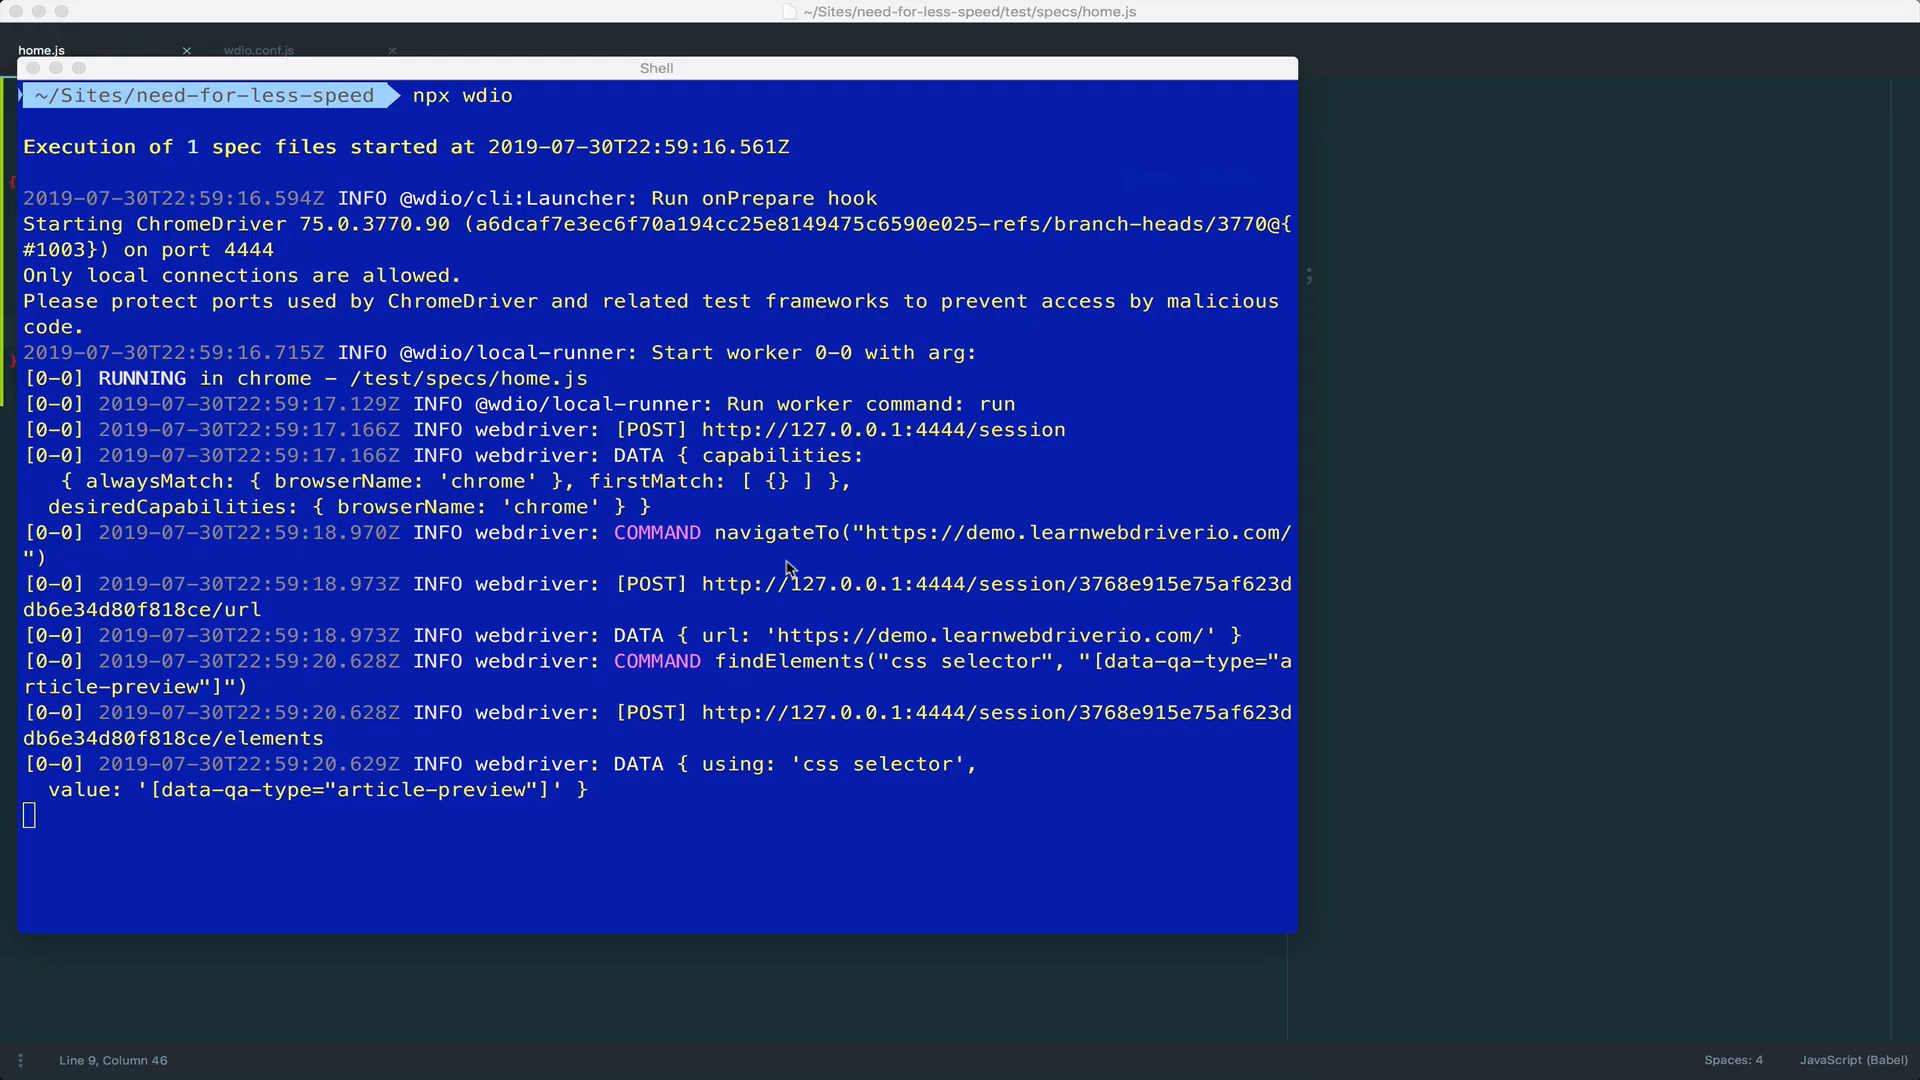 ~/Sites/need-for-less-speed/test/specs/home.js
home.js × wdio.conf.js ×
Shell
~/Sites/need-for-less-speed npx wdio
Execution of 1 spec files started at 2019-07-30T22:59:16.561Z
2019-07-30T22:59:16.594Z INFO @wdio/cli:Launcher: Run onPrepare hook
Starting ChromeDriver 75.0.3770.90 (a6dcaf7e3ec6f70a194cc25e8149475c6590e025-refs/branch-heads/3770@{
#1003}) on port 4444
Only local connections are allowed.
Please protect ports used by ChromeDriver and related test frameworks to prevent access by malicious
code.
2019-07-30T22:59:16.715Z INFO @wdio/local-runner: Start worker 0-0 with arg:
[0-0] RUNNING in chrome - /test/specs/home.js
[0-0] 2019-07-30T22:59:17.129Z INFO @wdio/local-runner: Run worker command: run
[0-0] 2019-07-30T22:59:17.166Z INFO webdriver: [POST] http://127.0.0.1:4444/session
[0-0] 2019-07-30T22:59:17.166Z INFO webdriver: DATA { capabilities:
{ alwaysMatch: { browserName: 'chrome' }, firstMatch: [ {} ] },
desiredCapabilities: { browserName: 'chrome' } }
[0-0] 2019-07-30T22:59:18.970Z INFO webdriver: COMMAND navigateTo("https://demo.learnwebdriverio.com/
")
[0-0] 2019-07-30T22:59:18.973Z INFO webdriver: [POST] http://127.0.0.1:4444/session/3768e915e75af623d
db6e34d80f818ce/url
[0-0] 2019-07-30T22:59:18.973Z INFO webdriver: DATA { url: 'https://demo.learnwebdriverio.com/' }
[0-0] 2019-07-30T22:59:20.628Z INFO webdriver: COMMAND findElements("css selector", "[data-qa-type="a
rticle-preview"]")
[0-0] 2019-07-30T22:59:20.628Z INFO webdriver: [POST] http://127.0.0.1:4444/session/3768e915e75af623d
db6e34d80f818ce/elements
[0-0] 2019-07-30T22:59:20.629Z INFO webdriver: DATA { using: 'css selector',
value: '[data-qa-type="article-preview"]' }
;
Line 9, Column 46 Spaces: 4 JavaScript (Babel)